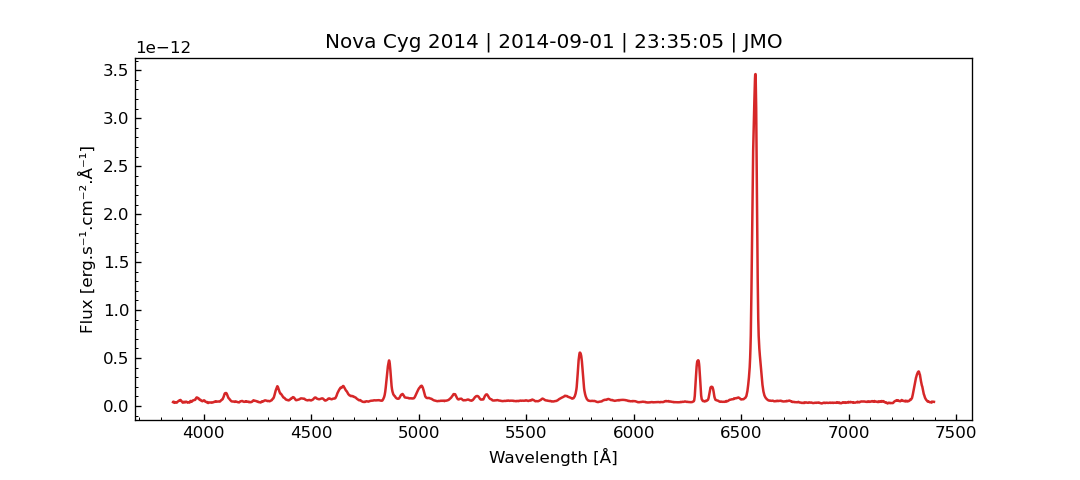 Nova Cyg 2014 | 2014-09-01 | 23:35:05 | JMO
1e−12
3.5
3.0
2.5
2.0
1.5
1.0
0.5
0.0
Flux [erg.s⁻¹.cm⁻².Å⁻¹]
4000 4500 5000 5500 6000 6500 7000 7500
Wavelength [Å]